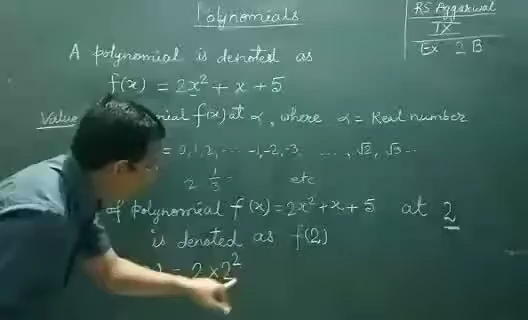 Polynomials
RS Aggarwal
IX
Ex 2 B
A polynomial is denoted as
f(x) = 2x² + x + 5
Value f(x) at α, where α = Real number
= 0, 1, 2, ... -1, -2, -3, ..., √2, √3 ...
2 1/3 etc
of polynomial f(x) = 2x² + x + 5 at 2
is denoted as f(2)
= 2 × 2²